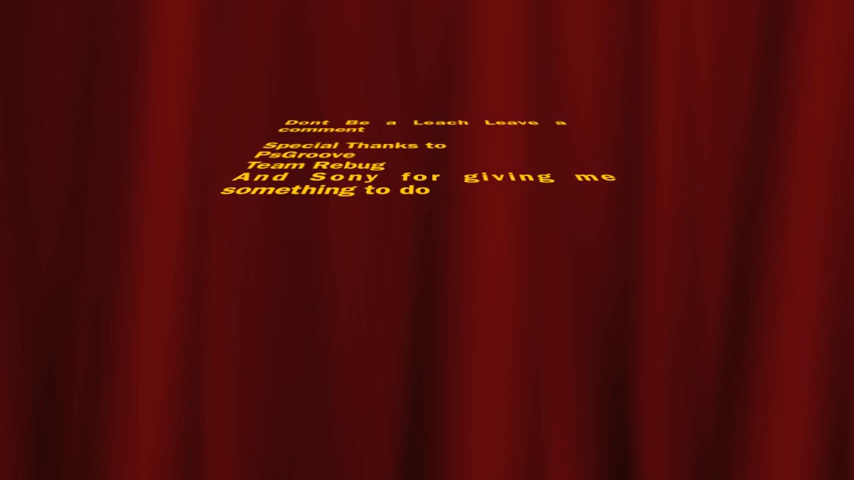 Dont Be a Leach Leave a
comment
Special Thanks to
PsGroove
Team Rebug
And Sony for giving me
something to do